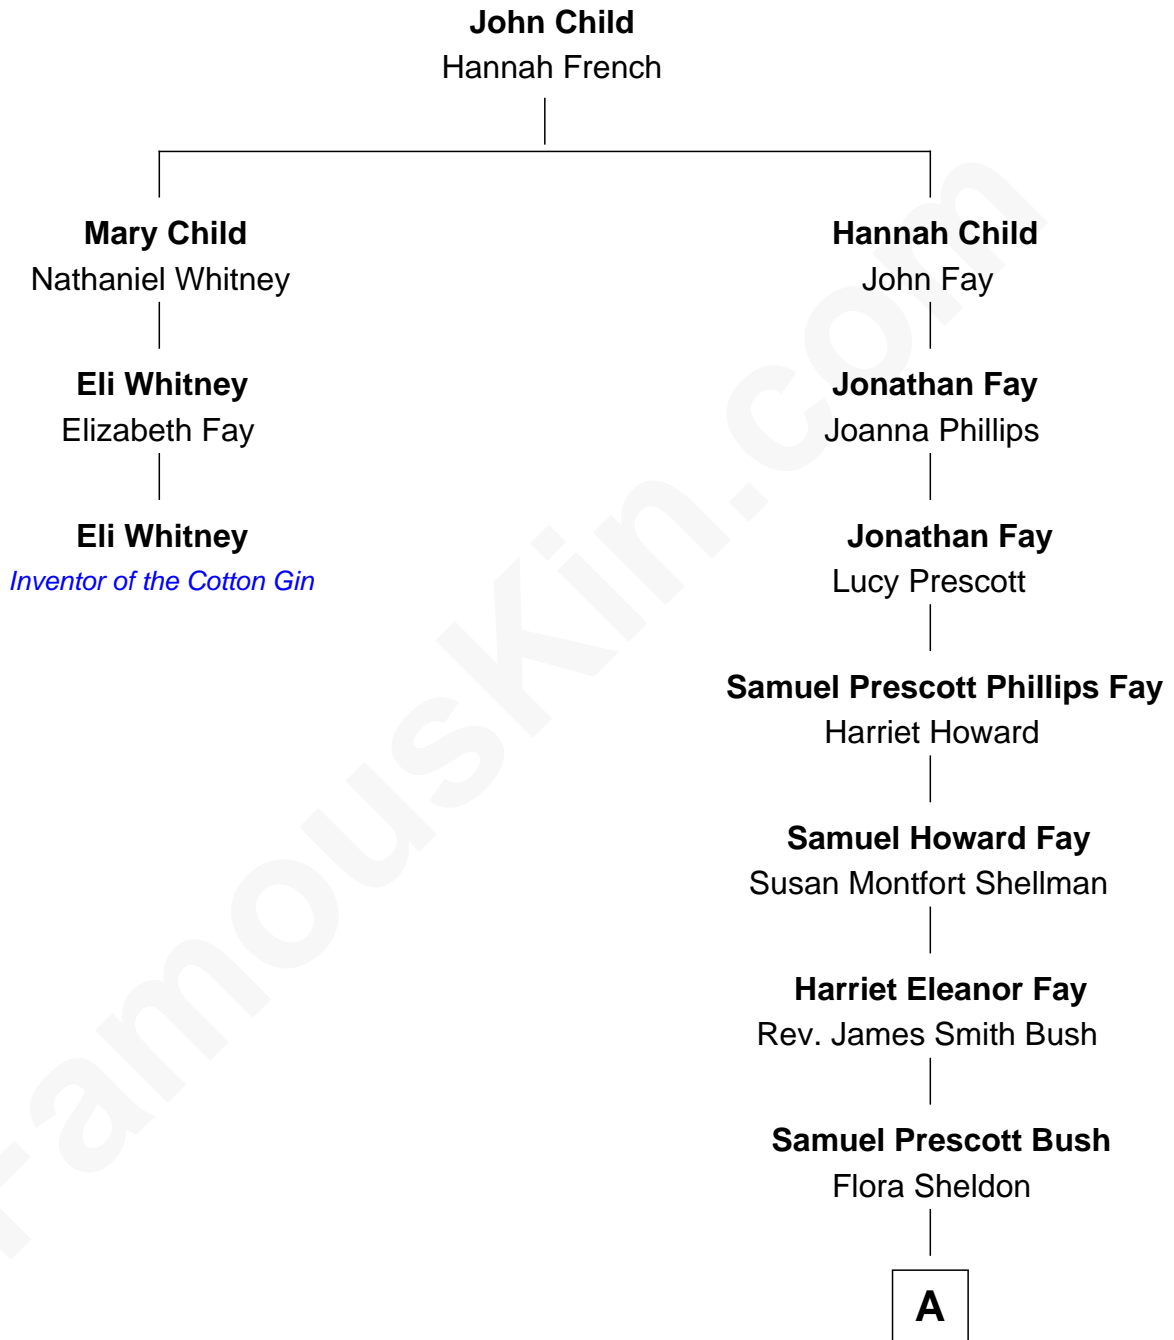 John Child
Hannah French
Mary Child
Nathaniel Whitney
Eli Whitney
Elizabeth Fay
Eli Whitney
Inventor of the Cotton Gin
Hannah Child
John Fay
Jonathan Fay
Joanna Phillips
Jonathan Fay
Lucy Prescott
Samuel Prescott Phillips Fay
Harriet Howard
Samuel Howard Fay
Susan Montfort Shellman
Harriet Eleanor Fay
Rev. James Smith Bush
Samuel Prescott Bush
Flora Sheldon
A
FamousKin.com